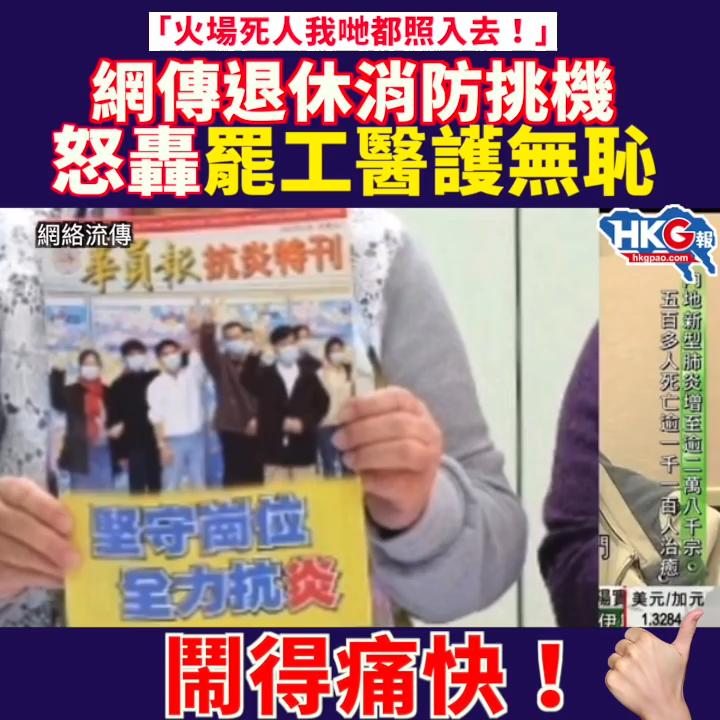 「火場死人我哋都照入去！」
網傳退休消防挑機
怒轟罷工醫護無恥
網絡流傳
HKG報
hkgpao.com
華員報 抗炎特刊
內地新型肺炎增至逾二萬八千宗。
五百多人死亡逾一千一百人治癒
堅守崗位
全力抗炎
門
美元/加元
1.3284
鬧得痛快！